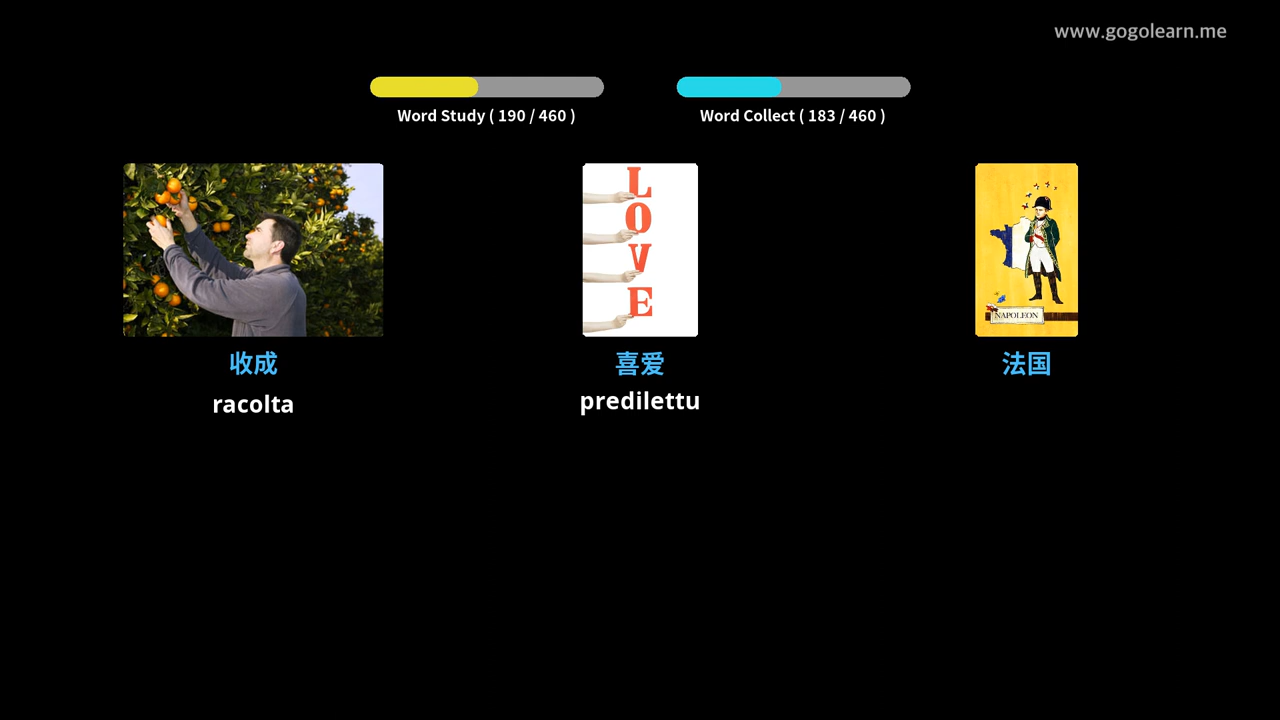 www.gogolearn.me
Word Study ( 190 / 460 )
Word Collect ( 183 / 460 )
L
O
V
E
NAPOLEON
收成
喜爱
法国
racolta
predilettu